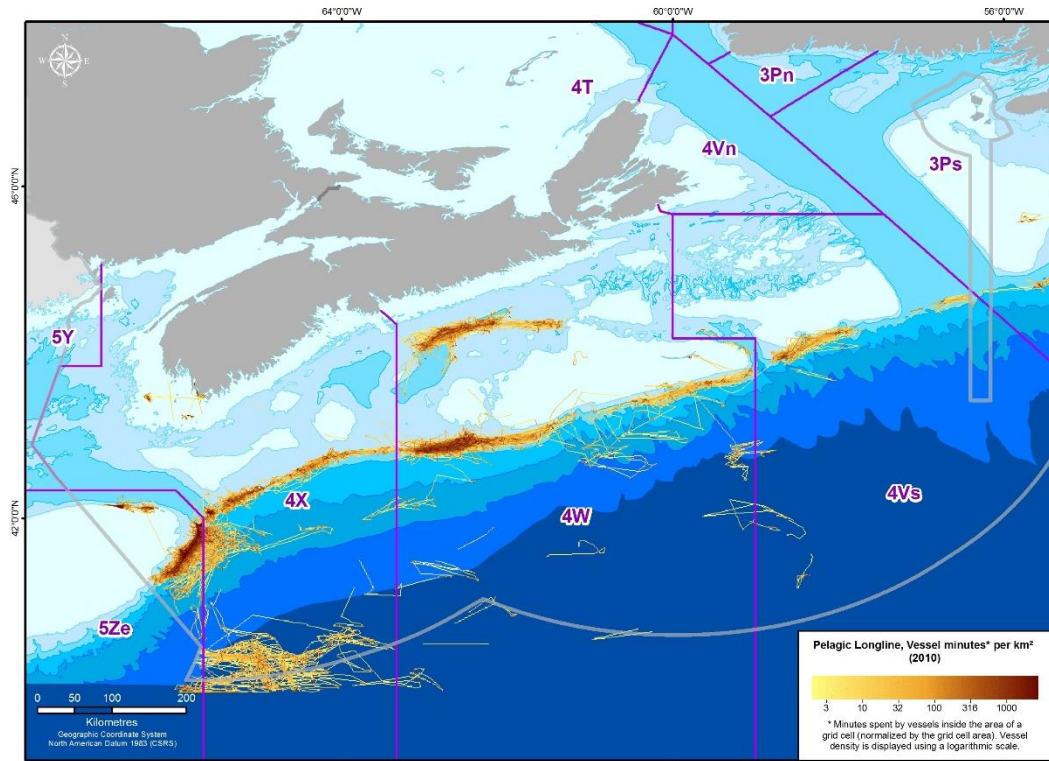 64°0'0"W
60°0'0"W
56°0'0"W
N
W E
S
3Pn
4T
4Vn
3Ps
46°0'0"N
5Y
4X
4W
4Vs
42°0'0"N
5Ze
0 50 100 200
Kilometres
Geographic Coordinate System
North American Datum 1983 (CSRS)
Pelagic Longline, Vessel minutes* per km²
(2010)
3 10 32 100 316 1000
* Minutes spent by vessels inside the area of a
grid cell (normalized by the grid cell area). Vessel
density is displayed using a logarithmic scale.